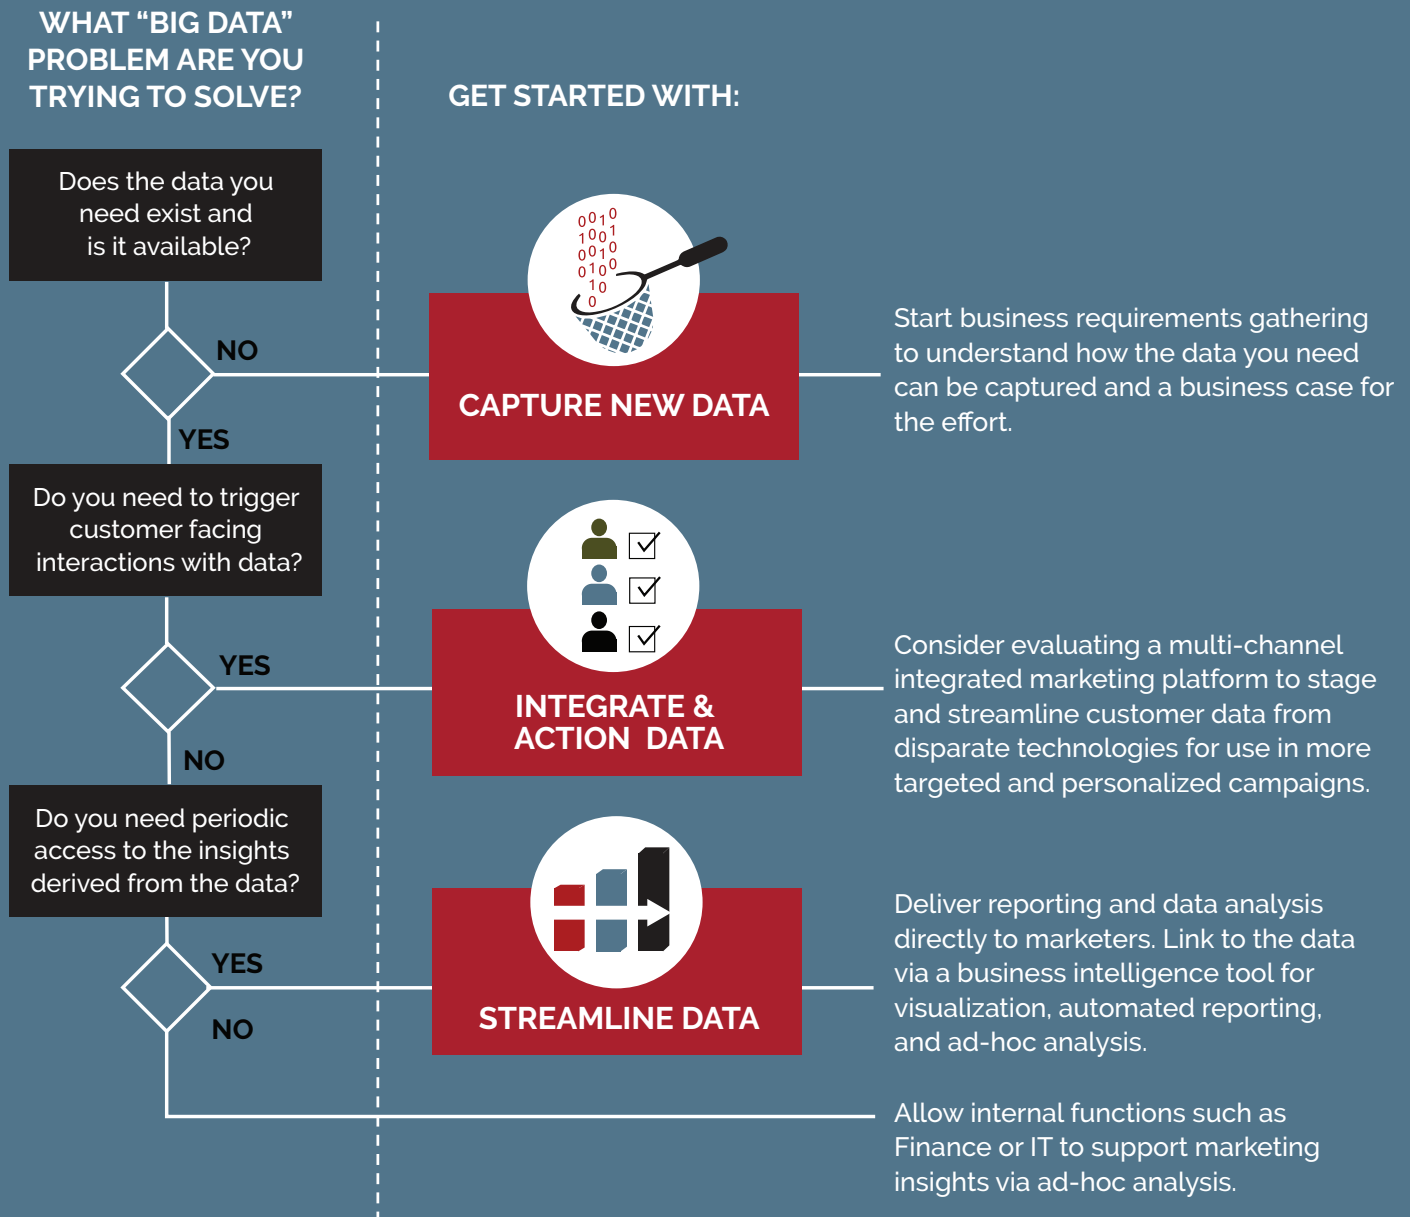 WHAT “BIG DATA”
PROBLEM ARE YOU
TRYING TO SOLVE?
GET STARTED WITH:
Does the data you
need exist and
is it available?
NO
YES
0010
1001
0010
0100
10
0
CAPTURE NEW DATA
Start business requirements gathering
to understand how the data you need
can be captured and a business case for
the effort.
Do you need to trigger
customer facing
interactions with data?
YES
NO
INTEGRATE &
ACTION DATA
Consider evaluating a multi-channel
integrated marketing platform to stage
and streamline customer data from
disparate technologies for use in more
targeted and personalized campaigns.
Do you need periodic
access to the insights
derived from the data?
YES
NO
STREAMLINE DATA
Deliver reporting and data analysis
directly to marketers. Link to the data
via a business intelligence tool for
visualization, automated reporting,
and ad-hoc analysis.
Allow internal functions such as
Finance or IT to support marketing
insights via ad-hoc analysis.